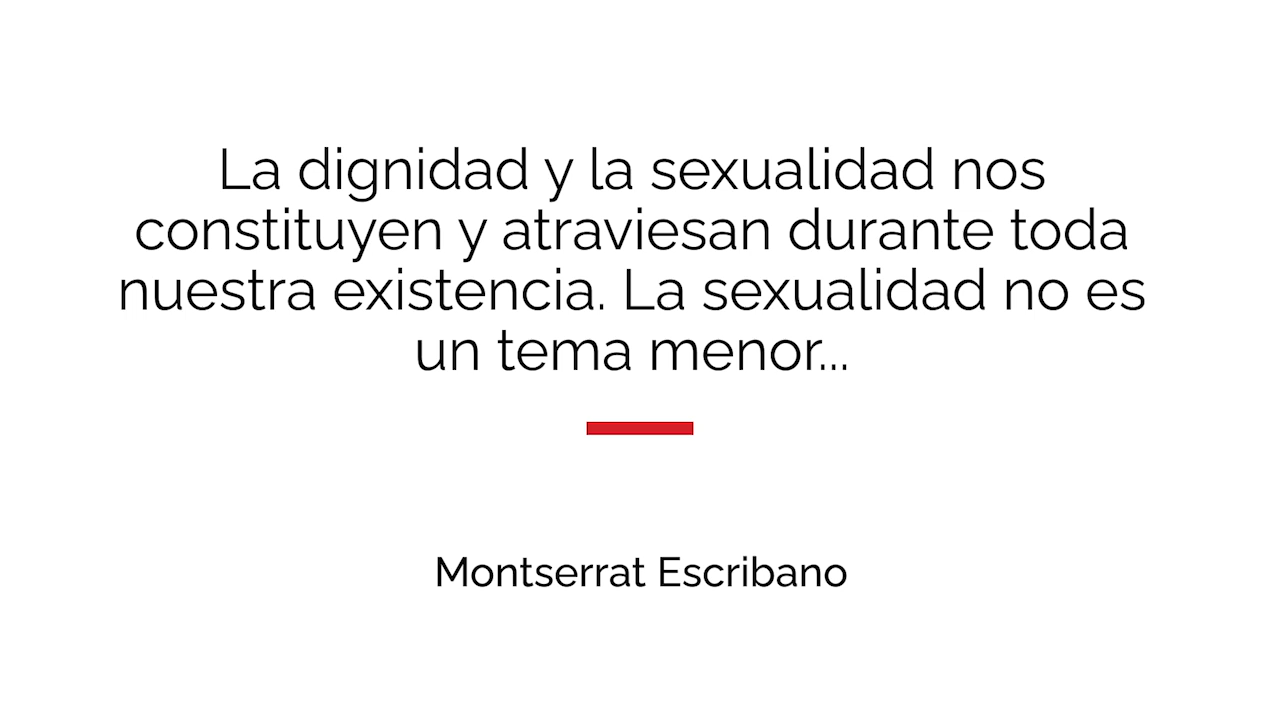 La dignidad y la sexualidad nos
constituyen y atraviesan durante toda
nuestra existencia. La sexualidad no es
un tema menor...
Montserrat Escribano